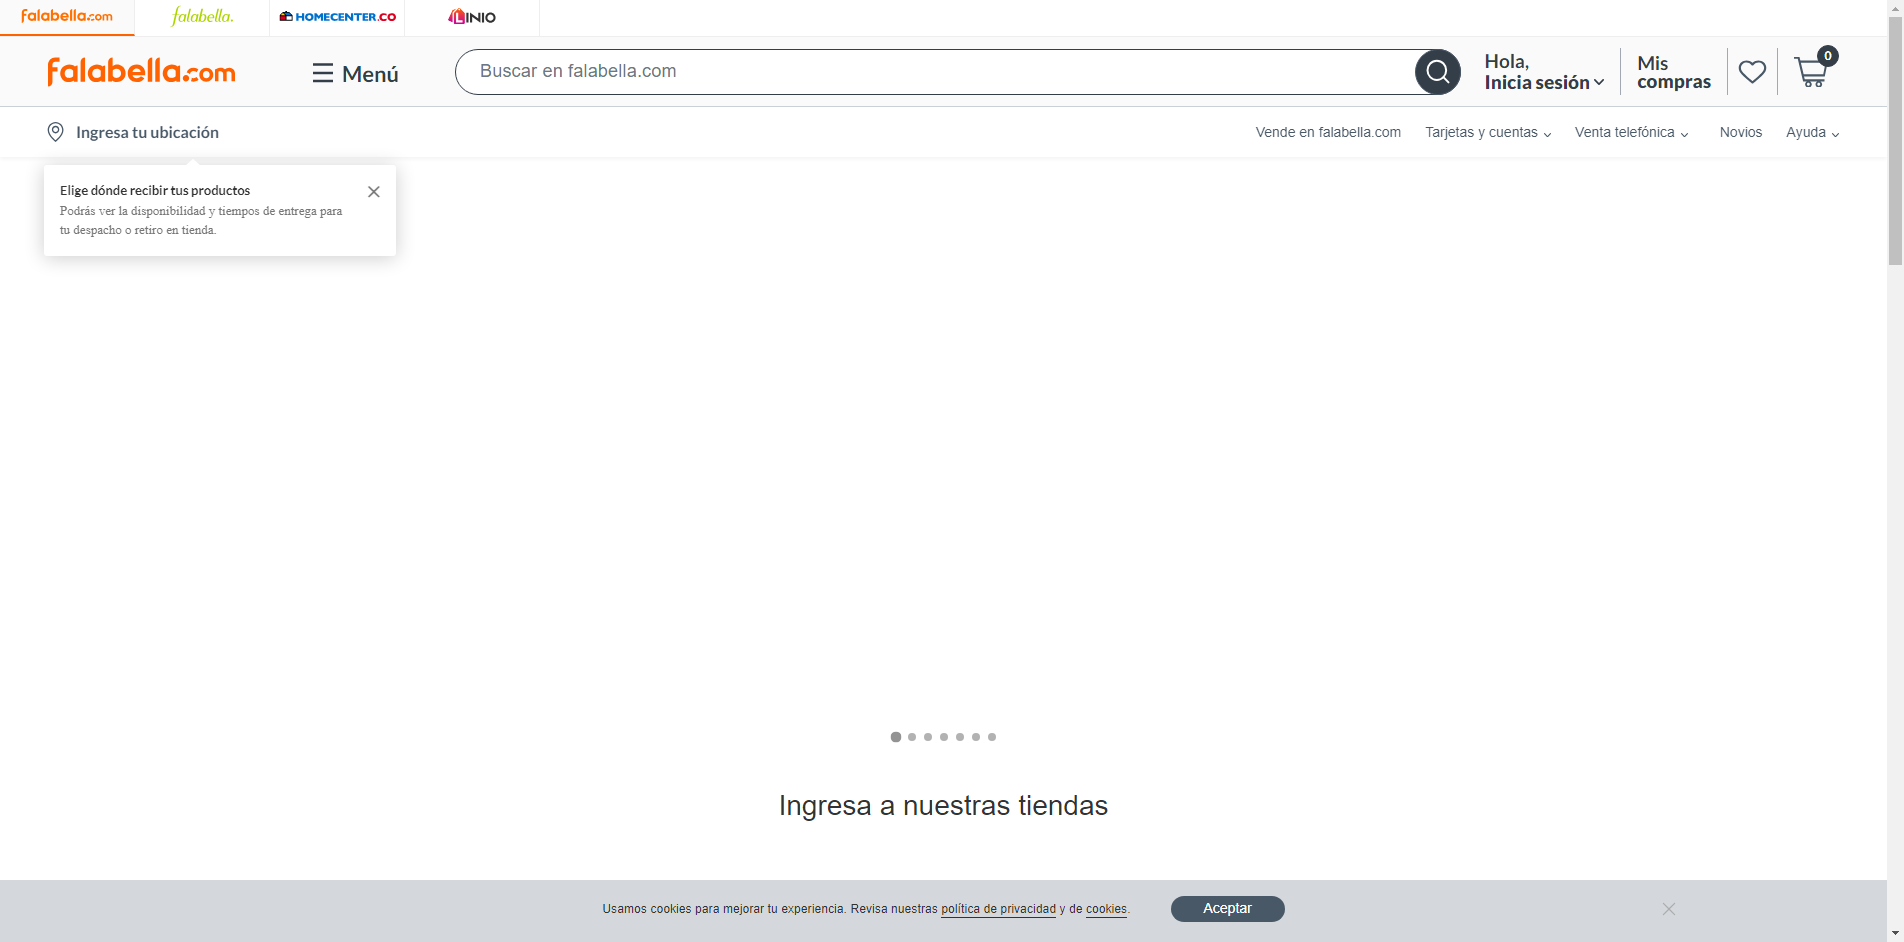 falabella.com
falabella.
HOMECENTER.CO
LINIO
falabella.com
Menú
Buscar en falabella.com
Hola,
Inicia sesión
Mis
compras
0
Ingresa tu ubicación
Vende en falabella.com
Tarjetas y cuentas
Venta telefónica
Novios
Ayuda
Elige dónde recibir tus productos
Podrás ver la disponibilidad y tiempos de entrega para
tu despacho o retiro en tienda.
Ingresa a nuestras tiendas
Usamos cookies para mejorar tu experiencia. Revisa nuestras política de privacidad y de cookies.
Aceptar